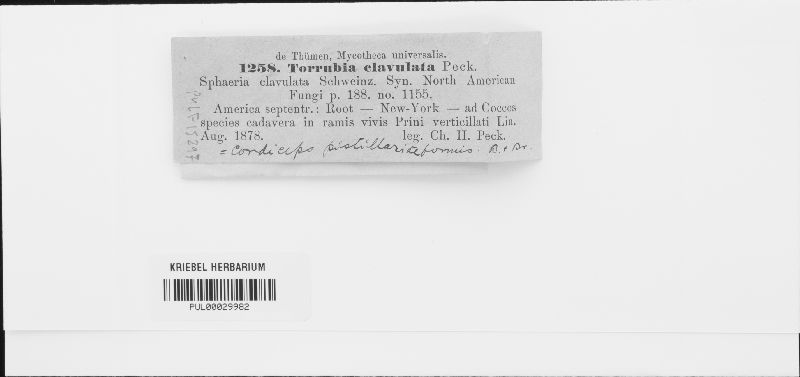 de Thümen, Mycotheca universalis.
1258. Torrubia clavulata Peck.
Sphaeria clavulata Schweinz. Syn. North American
Fungi p. 188. no. 1155.
America septentr.: Root — New-York — ad Cocces
species cadavera in ramis vivis Prini verticillati Lin.
Aug. 1878. leg. Ch. H. Peck.
= Cordiceps pistillariaeformis. B. & Br.
KRIEBEL HERBARIUM
PUL00029982